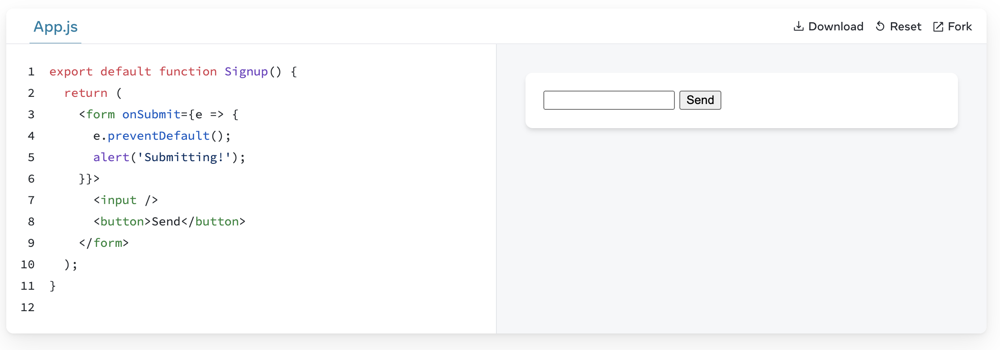 App.js
Download Reset Fork
1 export default function Signup() {
2   return (
3     <form onSubmit={e => {
4       e.preventDefault();
5       alert('Submitting!');
6     }}>
7       <input />
8       <button>Send</button>
9     </form>
10   );
11 }
12
Send